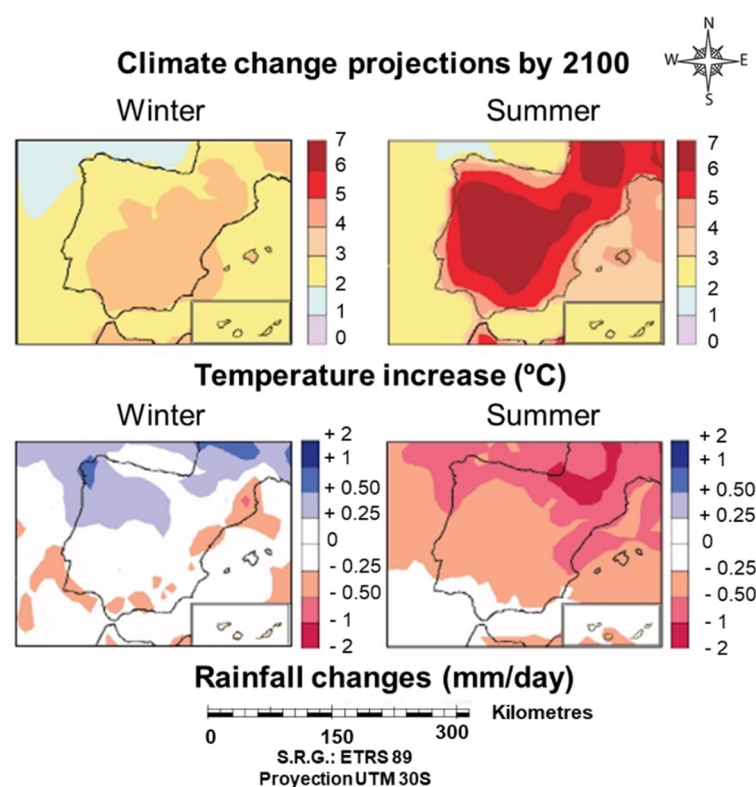 N
Climate change projections by 2100
W E
S
Winter Summer
7
6
5
4
3
2
1
0
7
6
5
4
3
2
1
0
Temperature increase (ºC)
Winter Summer
+ 2
+ 1
+ 0.50
+ 0.25
0
- 0.25
- 0.50
- 1
- 2
+ 2
+ 1
+ 0.50
+ 0.25
0
- 0.25
- 0.50
- 1
- 2
Rainfall changes (mm/day)
Kilometres
0 150 300
S.R.G.: ETRS 89
Proyection UTM 30S